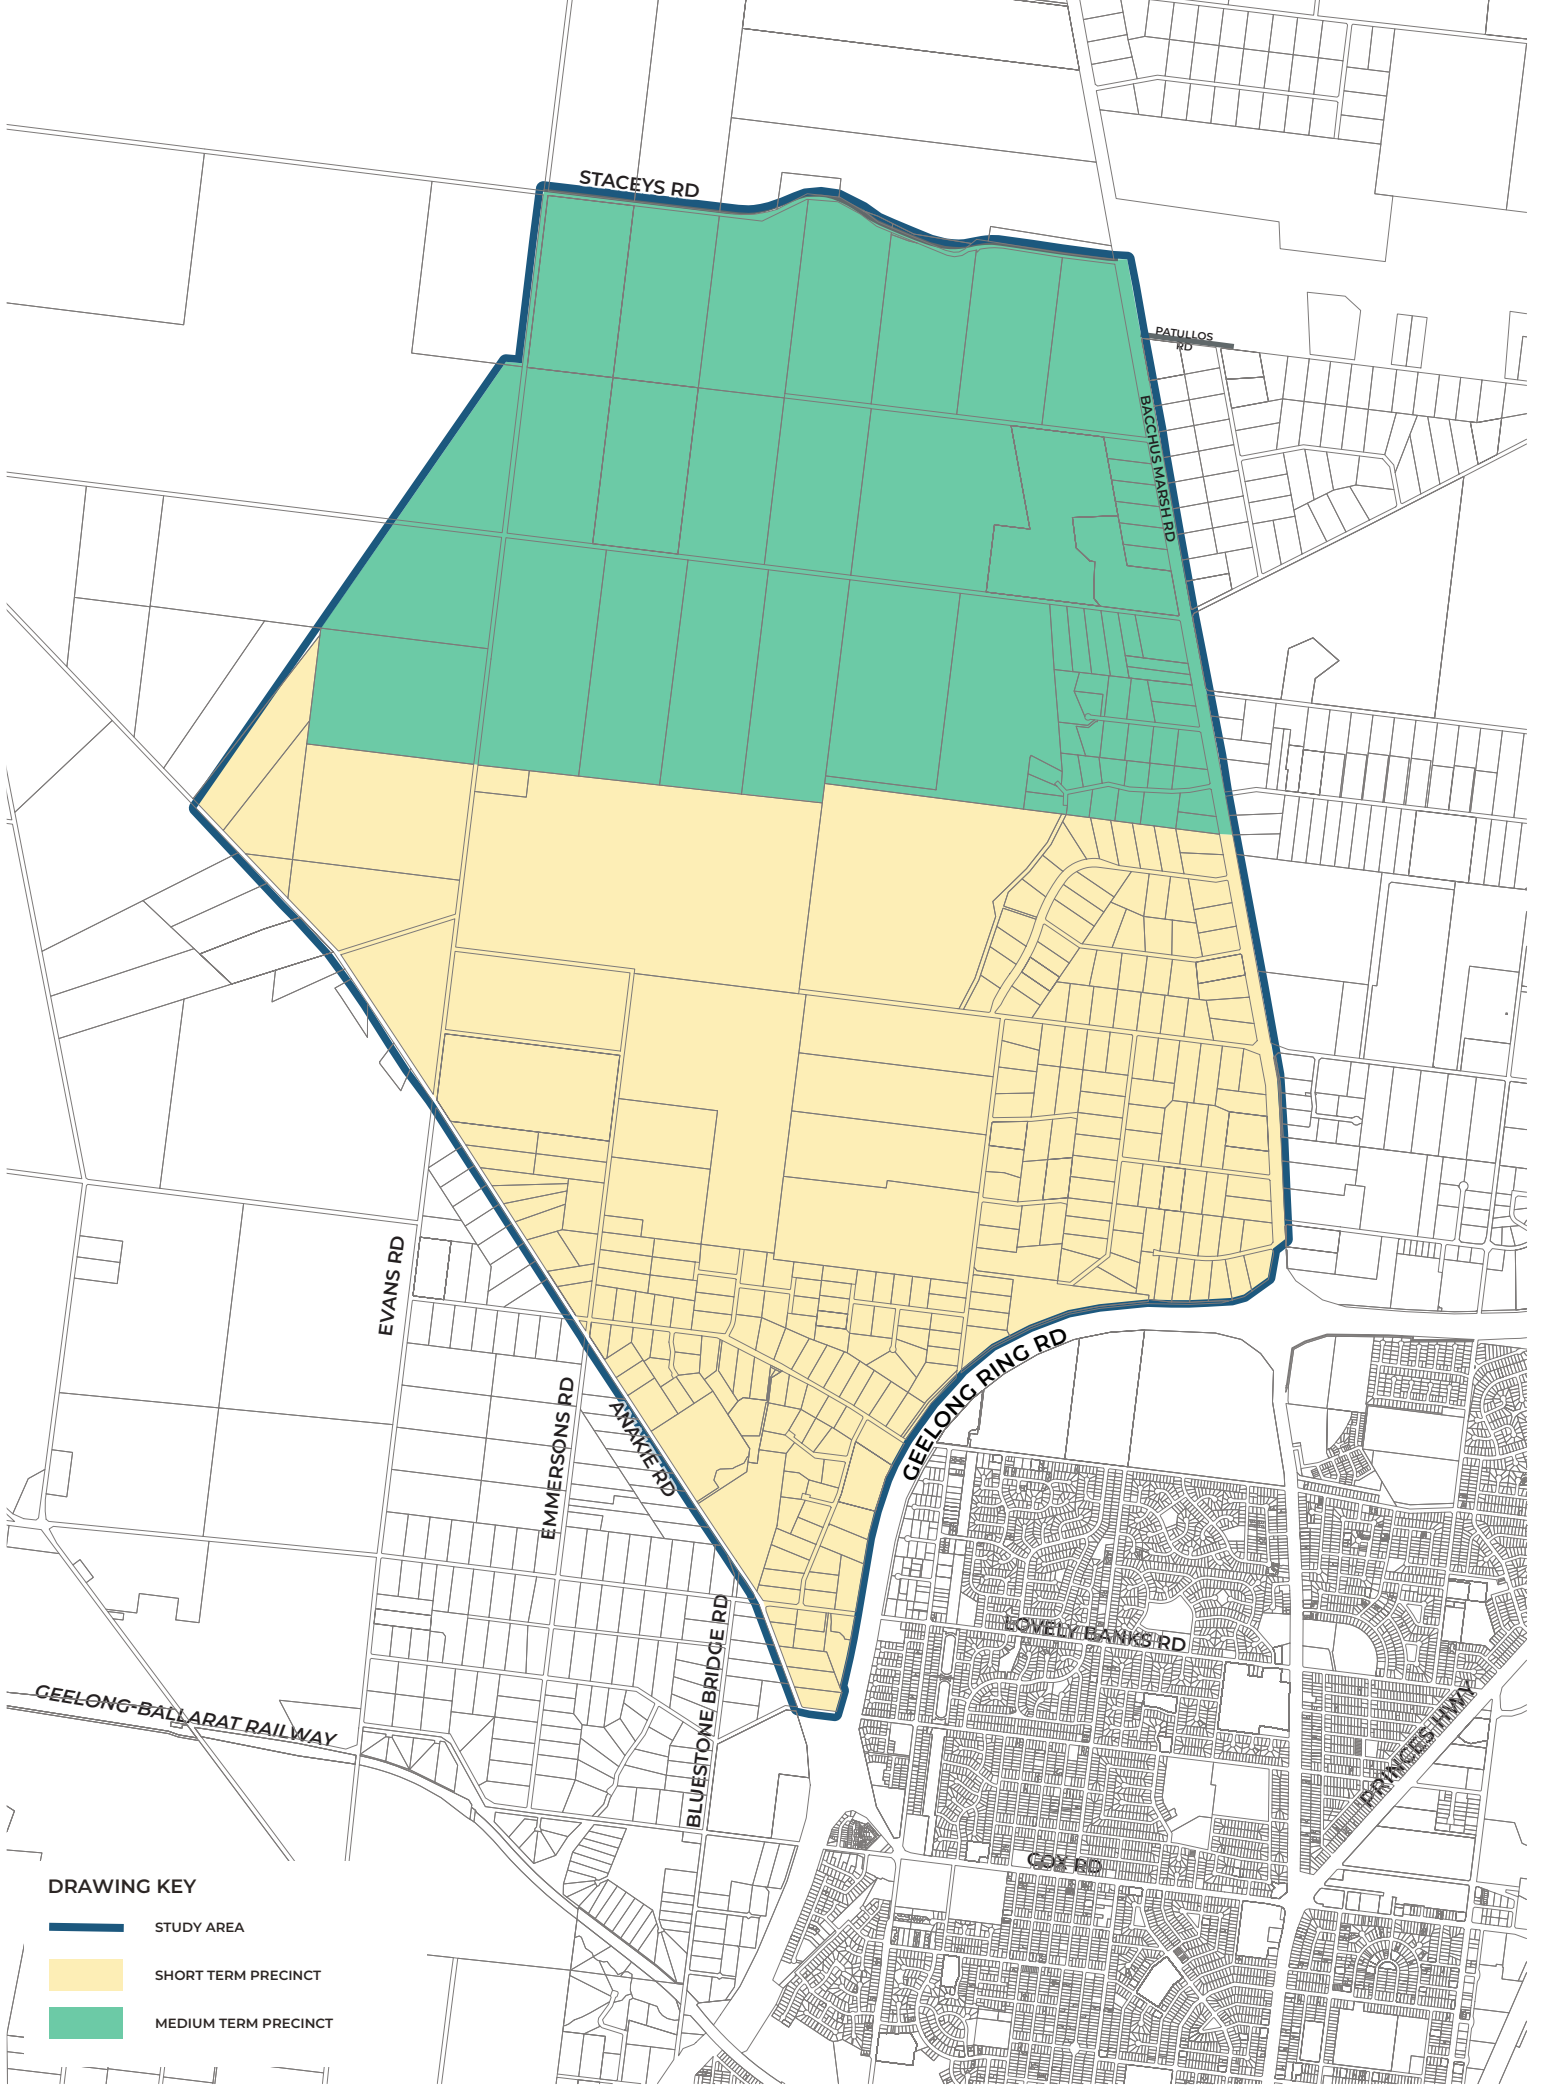 STACEYS RD
PATULLOS
RD
BACCHUS MARSH RD
EVANS RD
EMMERSONS RD
ANAKIE RD
GEELONG RING RD
BLUESTONE BRIDGE RD
LOVELY BANKS RD
GEELONG-BALLARAT RAILWAY
PRINCES HWY
COX RD
DRAWING KEY
STUDY AREA
SHORT TERM PRECINCT
MEDIUM TERM PRECINCT